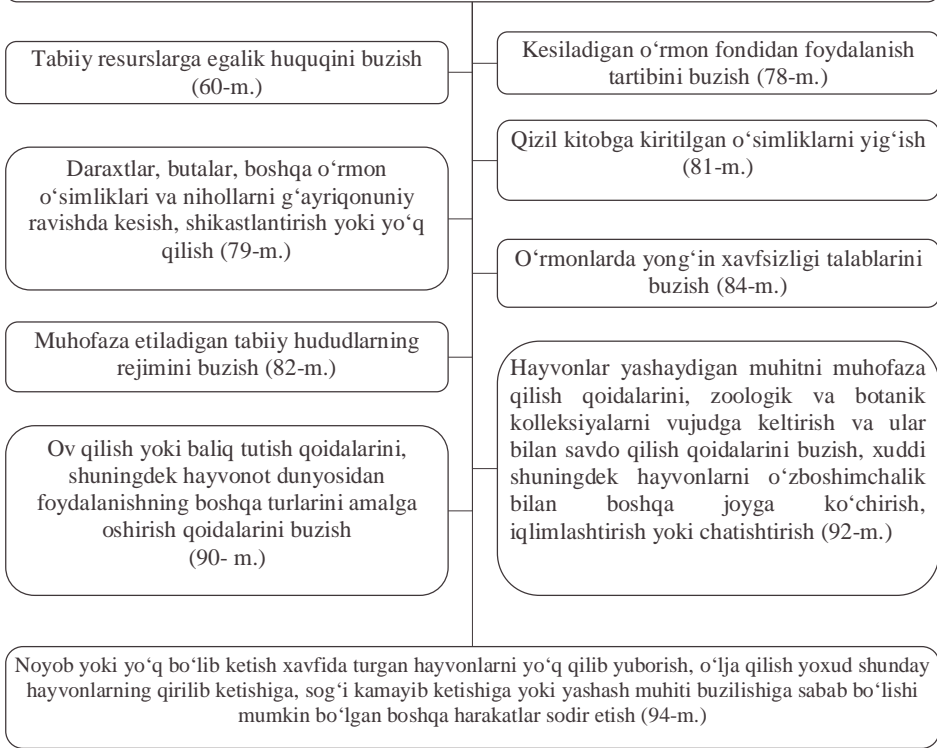 Tabiiy resurslarga egalik huquqini buzish
(60-m.)
Kesiladigan o‘rmon fondidan foydalanish
tartibini buzish (78-m.)
Daraxtlar, butalar, boshqa o‘rmon
o‘simliklari va nihollarni g‘ayriqonuniy
ravishda kesish, shikastlantirish yoki yo‘q
qilish (79-m.)
Qizil kitobga kiritilgan o‘simliklarni yig‘ish
(81-m.)
Muhofaza etiladigan tabiiy hududlarning
rejimini buzish (82-m.)
O‘rmonlarda yong‘in xavfsizligi talablarini
buzish (84-m.)
Ov qilish yoki baliq tutish qoidalarini,
shuningdek hayvonot dunyosidan
foydalanishning boshqa turlarini amalga
oshirish qoidalarini buzish
(90- m.)
Hayvonlar yashaydigan muhitni muhofaza
qilish qoidalarini, zoologik va botanik
kolleksiyalarni vujudga keltirish va ular
bilan savdo qilish qoidalarini buzish, xuddi
shuningdek hayvonlarni o‘zboshimchalik
bilan boshqa joyga ko‘chirish,
iqlimlashtirish yoki chatishtirish (92-m.)
Noyob yoki yo‘q bo‘lib ketish xavfida turgan hayvonlarni yo‘q qilib yuborish, o‘lja qilish yoxud shunday
hayvonlarning qirilib ketishiga, sog‘i kamayib ketishiga yoki yashash muhiti buzilishiga sabab bo‘lishi
mumkin bo‘lgan boshqa harakatlar sodir etish (94-m.)